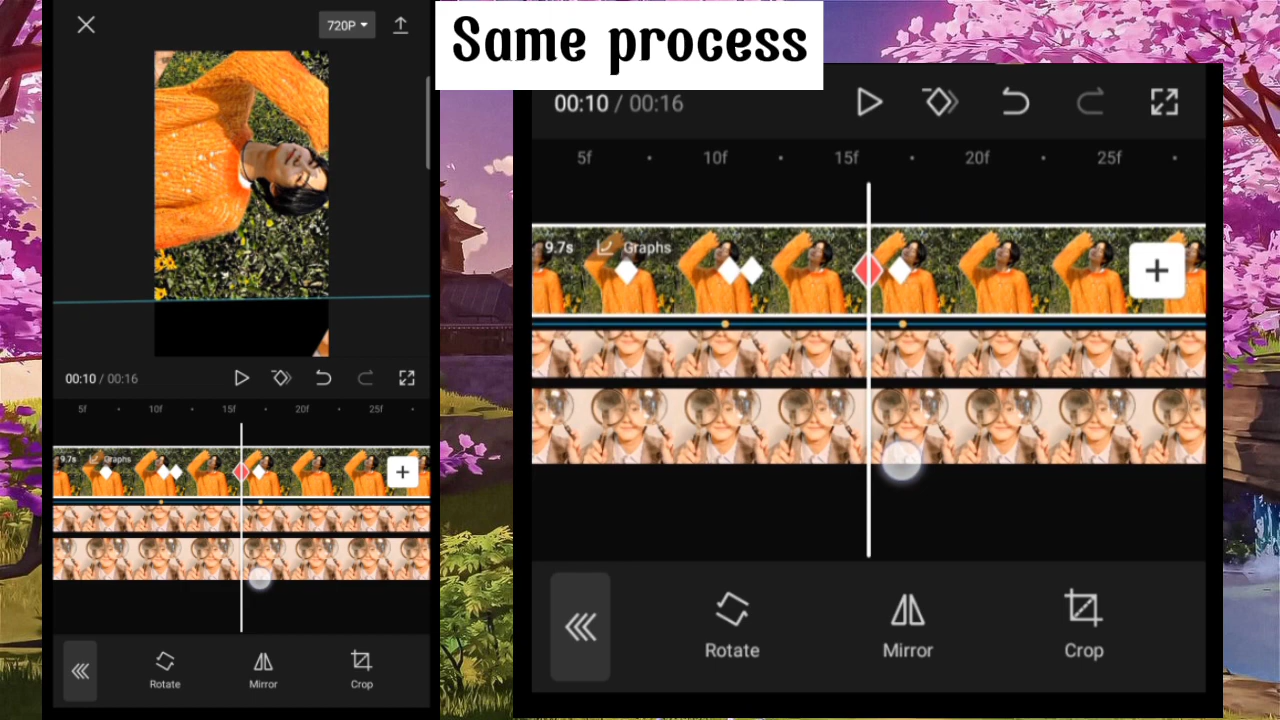 Same process
720P
00:10 / 00:16
5f
10f
15f
20f
25f
9.7s
Graphs
+
Rotate
Mirror
Crop
00:10 / 00:16
5f
10f
15f
20f
25f
9.7s
Graphs
+
Rotate
Mirror
Crop